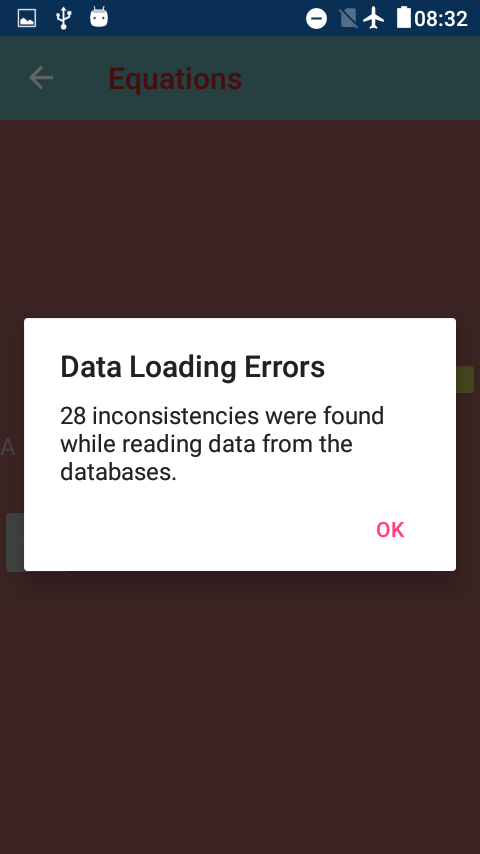 08:32
Equations
Data Loading Errors
28 inconsistencies were found
while reading data from the
databases.
A
OK